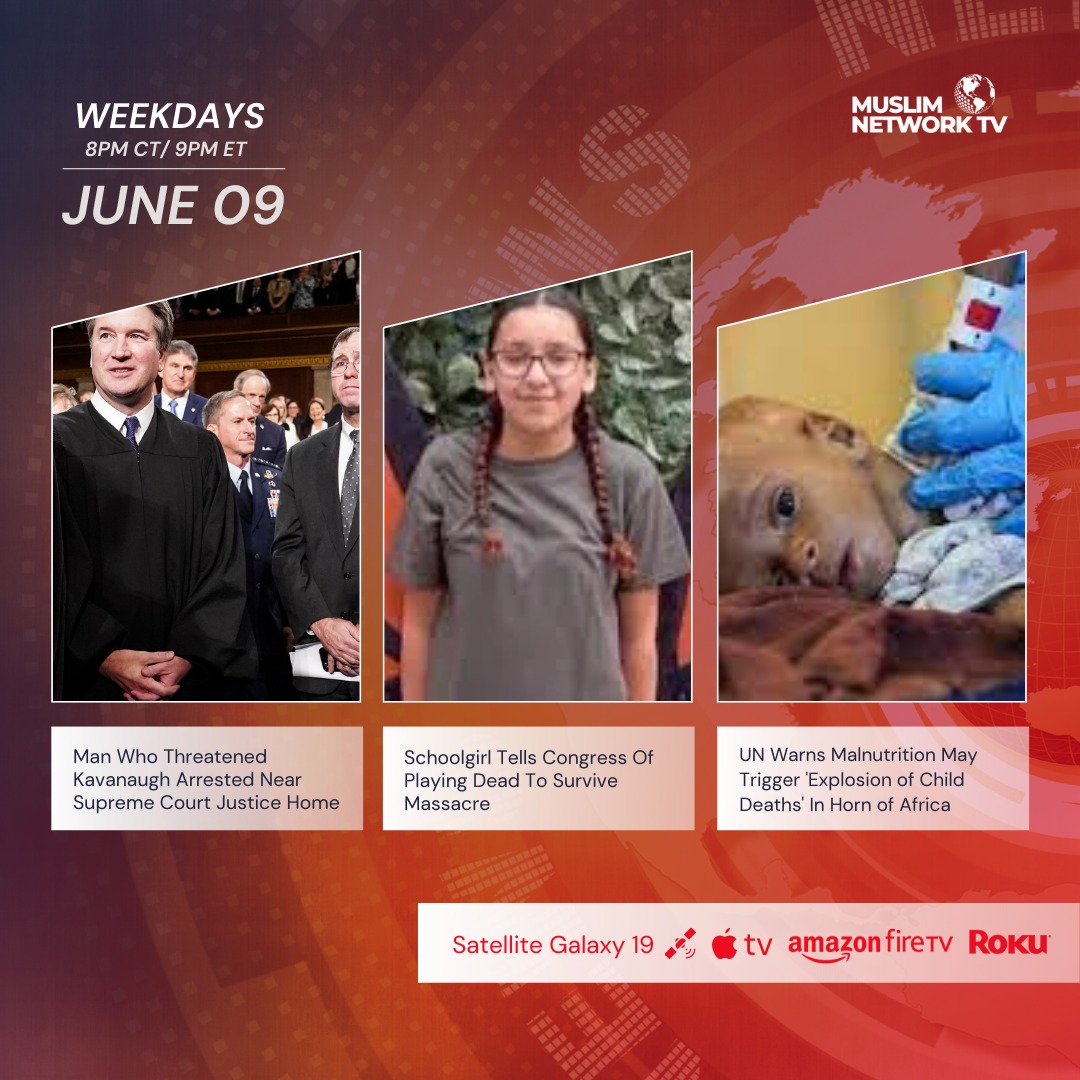 WEEKDAYS
8PM CT/ 9PM ET
JUNE 09
MUSLIM
NETWORK TV
NEWS
Man Who Threatened
Kavanaugh Arrested Near
Supreme Court Justice Home
Schoolgirl Tells Congress Of
Playing Dead To Survive
Massacre
UN Warns Malnutrition May
Trigger 'Explosion of Child
Deaths' In Horn of Africa
Satellite Galaxy 19 tv amazon fireTV Roku